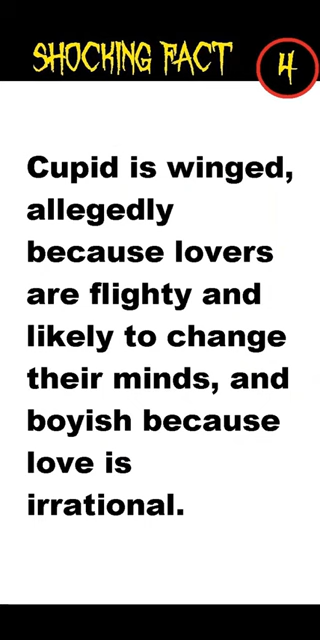 SHOCKING FACT
4
Cupid is winged,
allegedly
because lovers
are flighty and
likely to change
their minds, and
boyish because
love is
irrational.